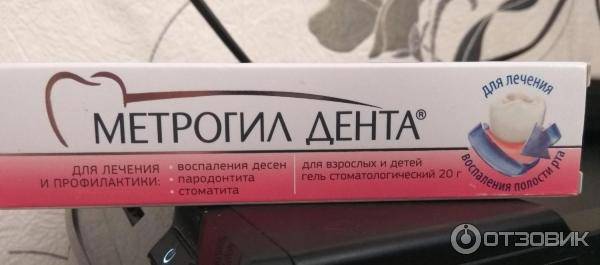 МЕТРОГИЛ ДЕНТА®
ДЛЯ ЛЕЧЕНИЯ
И ПРОФИЛАКТИКИ:
• воспаления десен
• пародонтита
• стоматита
для взрослых и детей
гель стоматологический 20 г
для лечения
воспаления полости рта
ОТЗОВИК